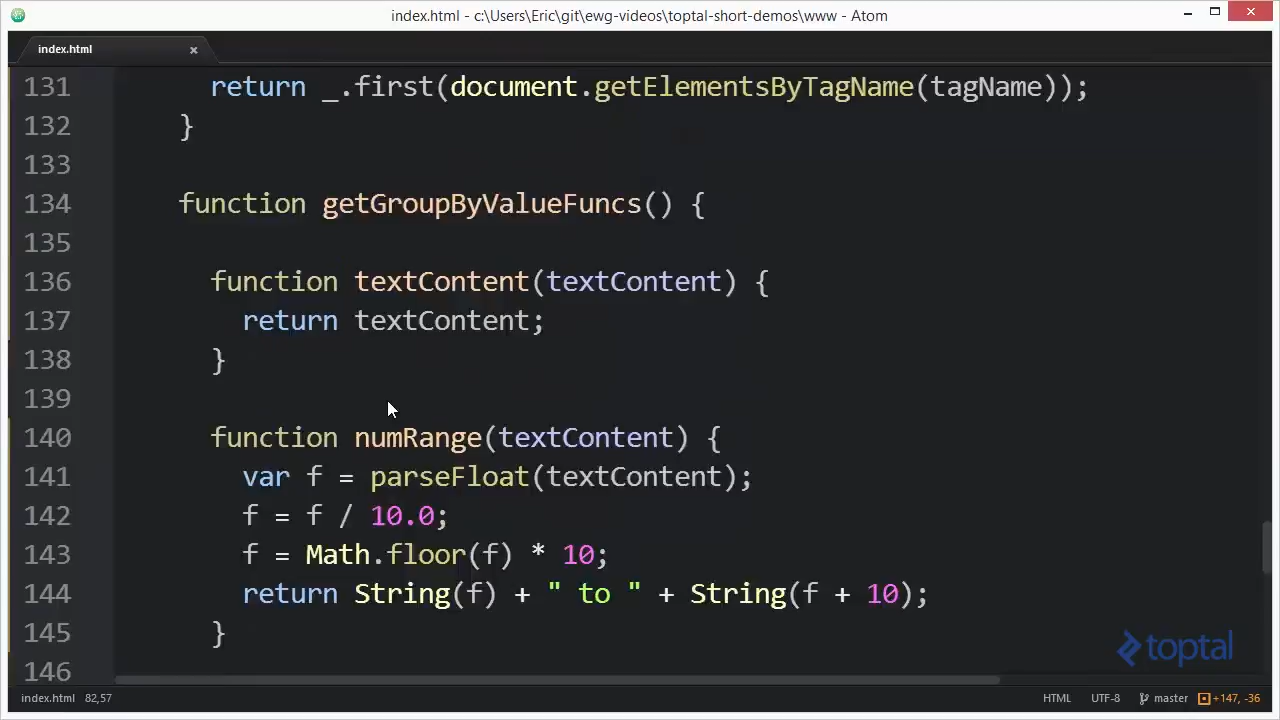 index.html - c:\Users\Eric\git\ewg-videos\toptal-short-demos\www - Atom
index.html
131 return _.first(document.getElementsByTagName(tagName));
132 }
133
134 function getGroupByValueFuncs() {
135
136 function textContent(textContent) {
137 return textContent;
138 }
139
140 function numRange(textContent) {
141 var f = parseFloat(textContent);
142 f = f / 10.0;
143 f = Math.floor(f) * 10;
144 return String(f) + " to " + String(f + 10);
145 }
146
toptal
index.html 82,57 HTML UTF-8 master +147, -36